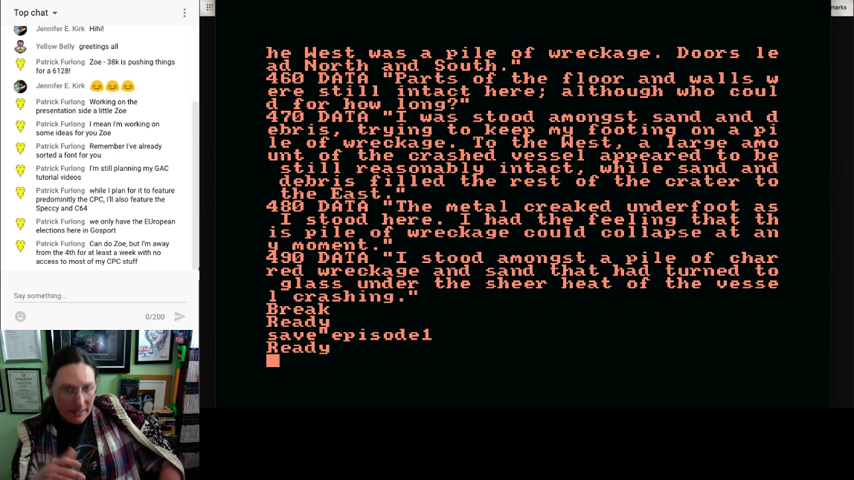 Top chat
Jennifer E. Kirk Hihi!
Yellow Belly greetings all
Patrick Furlong Zoe - 38k is pushing things
for a 6128!
Jennifer E. Kirk 😊😊😊
Patrick Furlong Working on the
presentation side a little Zoe
Patrick Furlong I mean I'm working on
some ideas for you Zoe
Patrick Furlong Remember I've already
sorted a font for you
Patrick Furlong I'm still planning my GAC
tutorial videos
Patrick Furlong while I plan for it to feature
predominitly the CPC, I'll also feature the
Speccy and C64
Patrick Furlong we only have the EUropean
elections here in Gosport
Patrick Furlong Can do Zoe, but I'm away
from the 4th for at least a week with no
access to most of my CPC stuff
Say something...
0/200
he West was a pile of wreckage. Doors le
ad North and South."
460 DATA "Parts of the floor and walls w
ere still intact here; although who coul
d for how long?"
470 DATA "I was stood amongst sand and d
ebris, trying to keep my footing on a pi
le of wreckage. To the West, a large amo
unt of the crashed vessel appeared to be
still reasonably intact, while sand and
debris filled the rest of the crater to
the East."
480 DATA "The metal creaked underfoot as
I stood here. I had the feeling that th
is pile of wreckage could collapse at an
y moment."
490 DATA "I stood amongst a pile of char
red wreckage and sand that had turned to
glass under the sheer heat of the vesse
l crashing."
Break
Ready
save"episode1
Ready